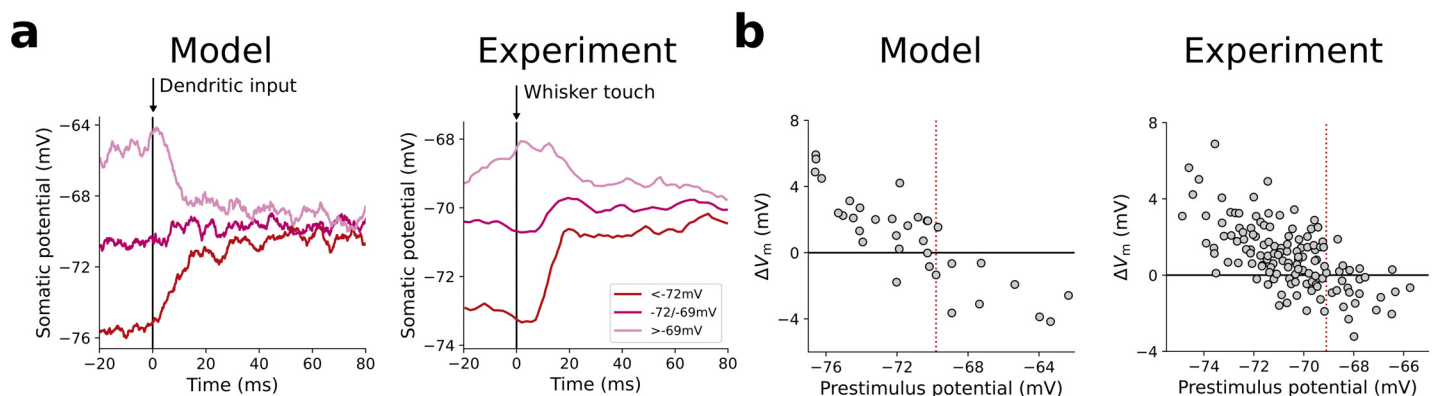 a
Model
Dendritic input
Somatic potential (mV)
−64
−68
−72
−76
−20
0
20
40
60
80
Time (ms)
Experiment
Whisker touch
Somatic potential (mV)
−68
−70
−72
−74
<-72mV
-72/-69mV
>-69mV
−20
0
20
40
60
80
Time (ms)
b
Model
ΔVm (mV)
8
4
0
−4
−76
−72
−68
−64
Prestimulus potential (mV)
Experiment
ΔVm (mV)
8
4
0
−4
−74
−72
−70
−68
−66
Prestimulus potential (mV)